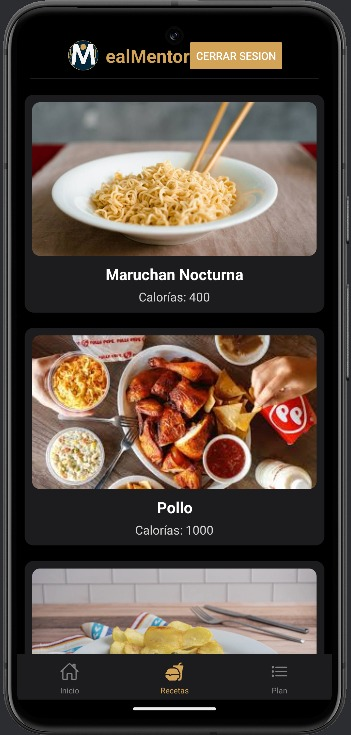 M ealMentor CERRAR SESION
Maruchan Nocturna
Calorías: 400
Pollo
Calorías: 1000
Inicio
Recetas
Plan